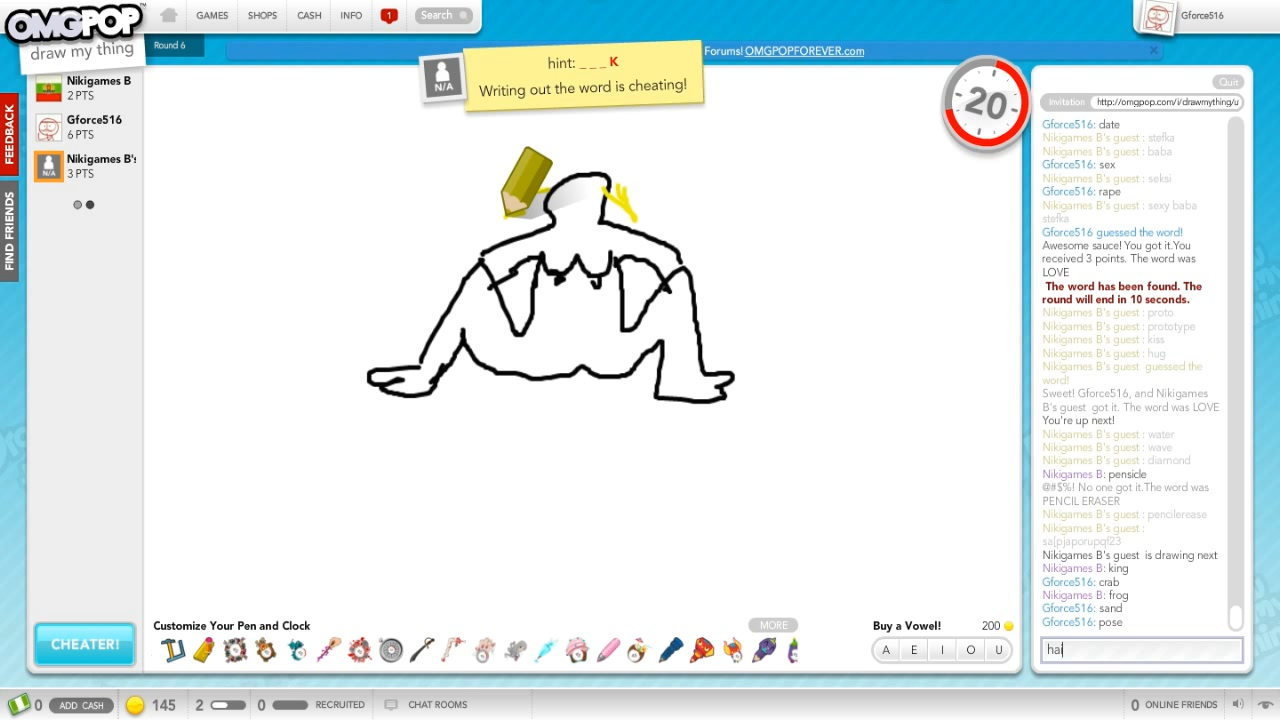 OMGPOP™
draw my thing
GAMES
SHOPS
CASH
INFO
1
Search
Gforce516
Round 6
Forums! OMGPOPFOREVER.com
N/A
hint: _ _ _ K
Writing out the word is cheating!
20
FEEDBACK
FIND FRIENDS
Nikigames B
2 PTS
Gforce516
6 PTS
N/A
Nikigames B's
3 PTS
CHEATER!
Customize Your Pen and Clock
MORE
Buy a Vowel!
200
A E I O U
Quit
Invitation
http://omgpop.com/i/drawmything/u
Gforce516: date
Nikigames B's guest : stefka
Nikigames B's guest : baba
Gforce516: sex
Nikigames B's guest : seksi
Gforce516: rape
Nikigames B's guest : sexy baba
stefka
Gforce516 guessed the word!
Awesome sauce! You got it.You
received 3 points. The word was
LOVE
The word has been found. The
round will end in 10 seconds.
Nikigames B's guest : proto
Nikigames B's guest : prototype
Nikigames B's guest : kiss
Nikigames B's guest : hug
Nikigames B's guest  guessed the
word!
Sweet! Gforce516, and Nikigames
B's guest  got it. The word was LOVE
You're up next!
Nikigames B's guest : water
Nikigames B's guest : wave
Nikigames B's guest : diamond
Nikigames B: pensicle
@#$%! No one got it.The word was
PENCIL ERASER
Nikigames B's guest : pencilerease
Nikigames B's guest :
sa[pjaporupqf23
Nikigames B's guest  is drawing next
Nikigames B: king
Gforce516: crab
Nikigames B: frog
Gforce516: sand
Gforce516: pose
hai
0 ADD CASH
145
2
0 RECRUITED
CHAT ROOMS
0 ONLINE FRIENDS